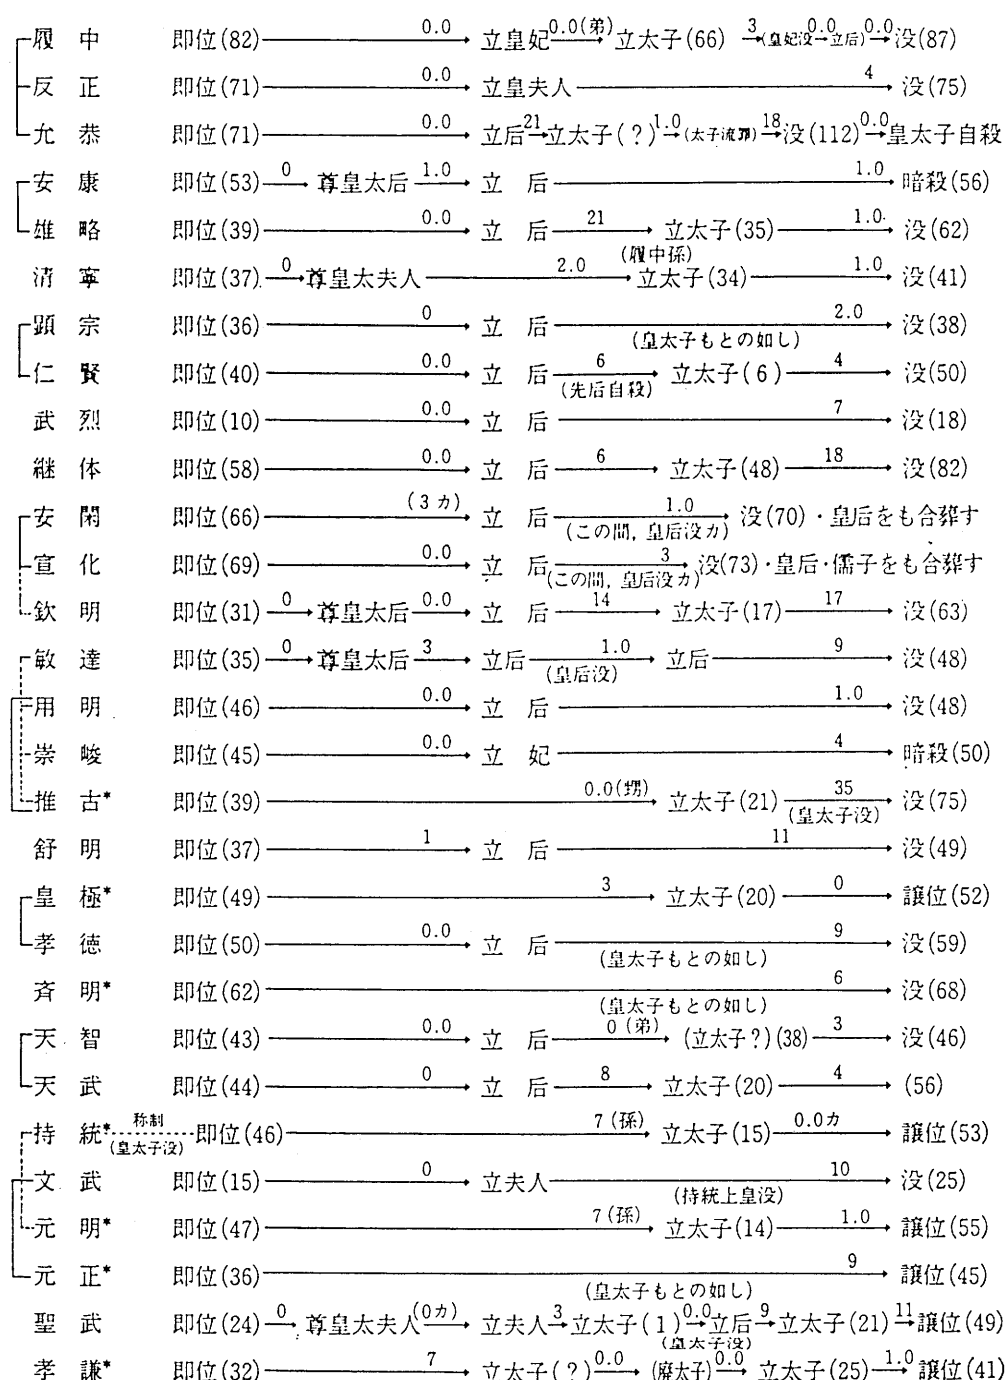 履中 即位(82) 0.0 立皇妃 0.0(弟) 立太子(66) 3 (皇妃没 0.0 立后) 0.0 没(87)
反正 即位(71) 0.0 立皇夫人 4 没(75)
允恭 即位(71) 0.0 立后 21 立太子(?) 1.0 (太子流罪) 18 没(112) 0.0 皇太子自殺
安康 即位(53) 0 尊皇太后 1.0 立后 1.0 暗殺(56)
雄略 即位(39) 0.0 立后 21 立太子(35) 1.0 没(62)
清寧 即位(37) 0 尊皇太夫人 2.0 (履中孫) 立太子(34) 1.0 没(41)
顕宗 即位(36) 0 立后 2.0 (皇太子もとの如し) 没(38)
仁賢 即位(40) 0.0 立后 6 (先后自殺) 立太子(6) 4 没(50)
武烈 即位(10) 0.0 立后 7 没(18)
継体 即位(58) 0.0 立后 6 立太子(48) 18 没(82)
安閑 即位(66) (3カ) 立后 1.0 (この間,皇后没カ) 没(70)・皇后をも合葬す
宣化 即位(69) 0.0 立后 3 (この間,皇后没カ) 没(73)・皇后・儒子をも合葬す
欽明 即位(31) 0 尊皇太后 0.0 立后 14 立太子(17) 17 没(63)
敏達 即位(35) 0 尊皇太后 3 立后 1.0 (皇后没) 立后 9 没(48)
用明 即位(46) 0.0 立后 1.0 没(48)
崇峻 即位(45) 0.0 立妃 4 暗殺(50)
推古* 即位(39) 0.0(甥) 立太子(21) 35 (皇太子没) 没(75)
舒明 即位(37) 1 立后 11 没(49)
皇極* 即位(49) 3 立太子(20) 0 譲位(52)
孝徳 即位(50) 0.0 立后 9 (皇太子もとの如し) 没(59)
斉明* 即位(62) 6 (皇太子もとの如し) 没(68)
天智 即位(43) 0.0 立后 0(弟) (立太子?)(38) 3 没(46)
天武 即位(44) 0 立后 8 立太子(20) 4 (56)
持統* 称制 (皇太子没) 即位(46) 7(孫) 立太子(15) 0.0カ 譲位(53)
文武 即位(15) 0 立夫人 10 (持統上皇没) 没(25)
元明* 即位(47) 7(孫) 立太子(14) 1.0 譲位(55)
元正* 即位(36) 9 (皇太子もとの如し) 譲位(45)
聖武 即位(24) 0 尊皇太夫人 (0カ) 立夫人 3 立太子(1) 0.0 (皇太子没) 立后 9 立太子(21) 11 譲位(49)
孝謙* 即位(32) 7 立太子(?) 0.0 (廃太子) 0.0 立太子(25) 1.0 譲位(41)